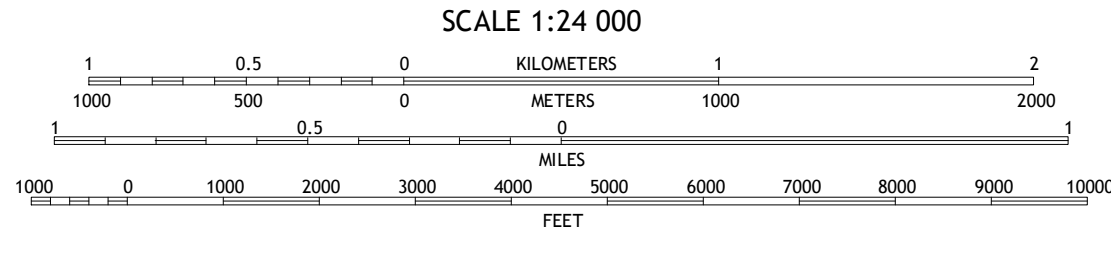 SCALE 1:24 000
1 0.5 0 KILOMETERS 1 2
1000 500 0 METERS 1000 2000
1 0.5 0 1
MILES
1000 0 1000 2000 3000 4000 5000 6000 7000 8000 9000 10000
FEET